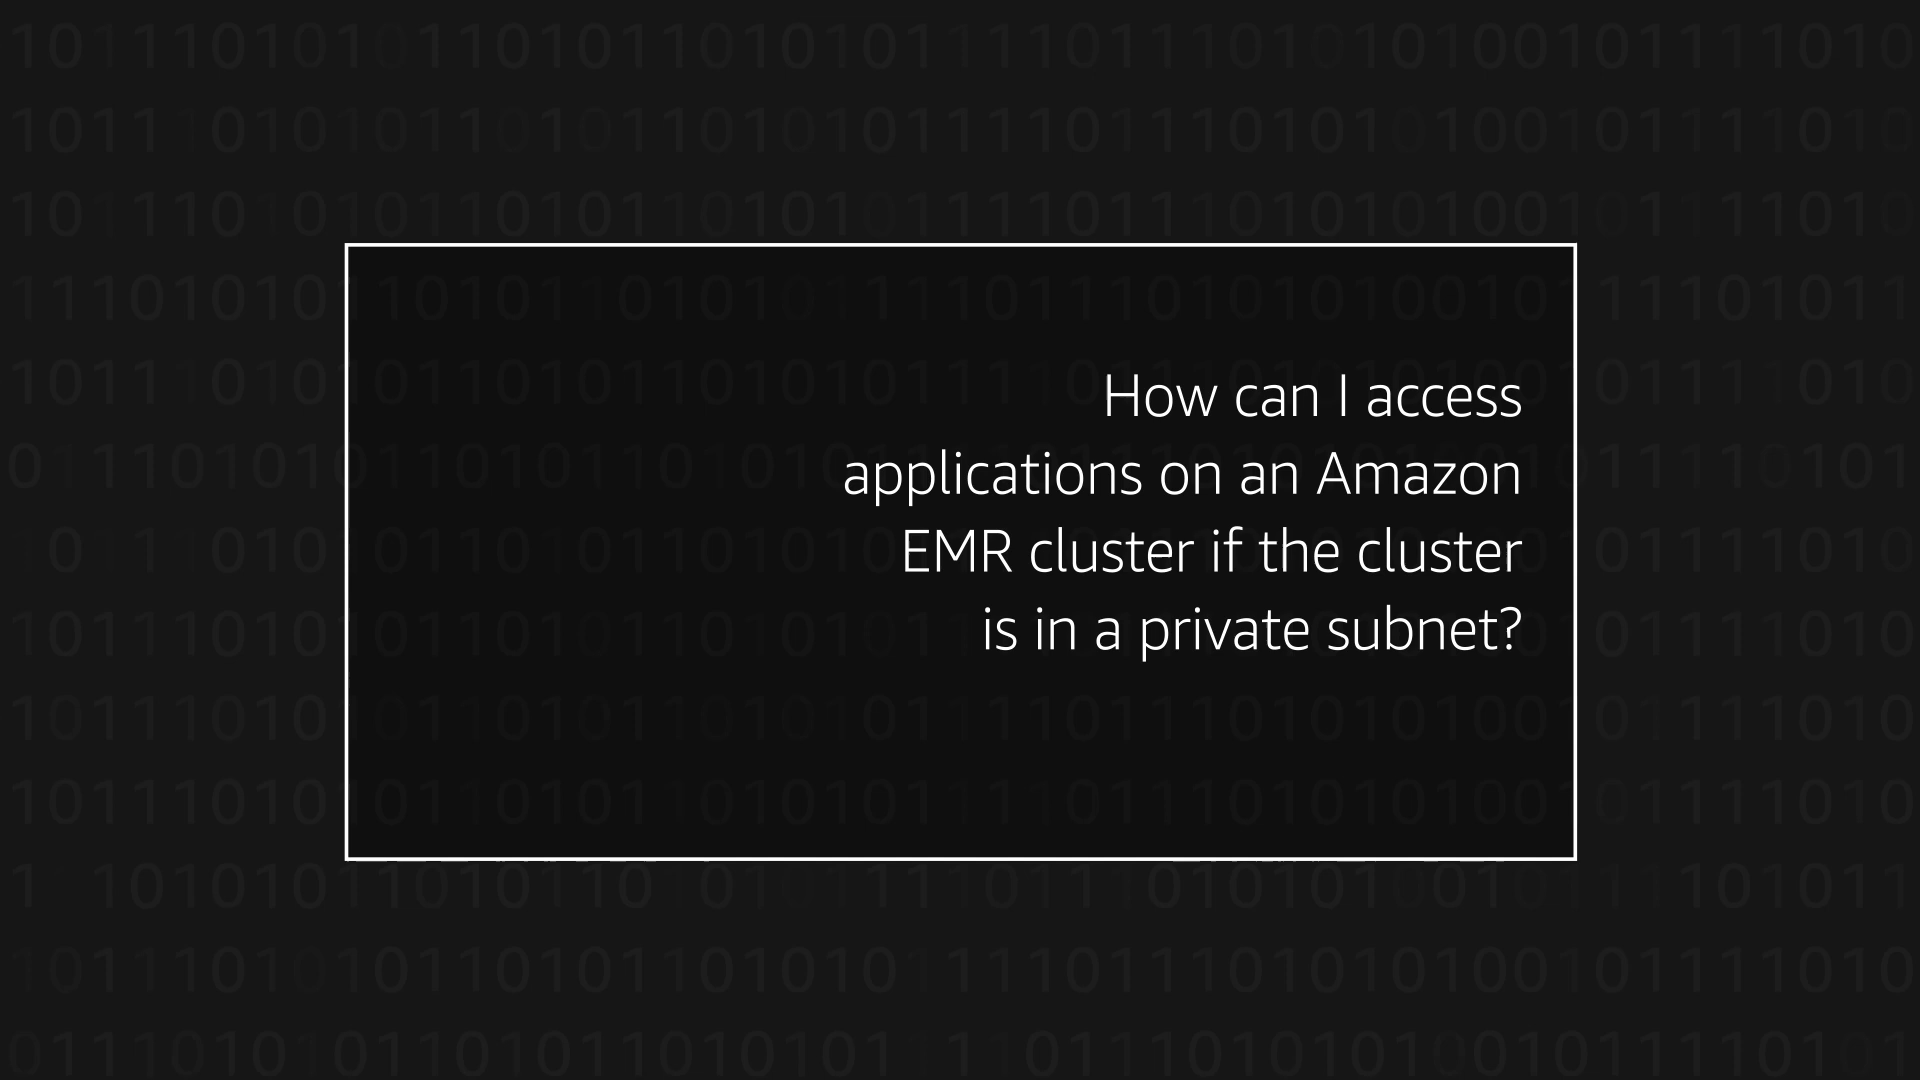 How can I access
applications on an Amazon
EMR cluster if the cluster
is in a private subnet?